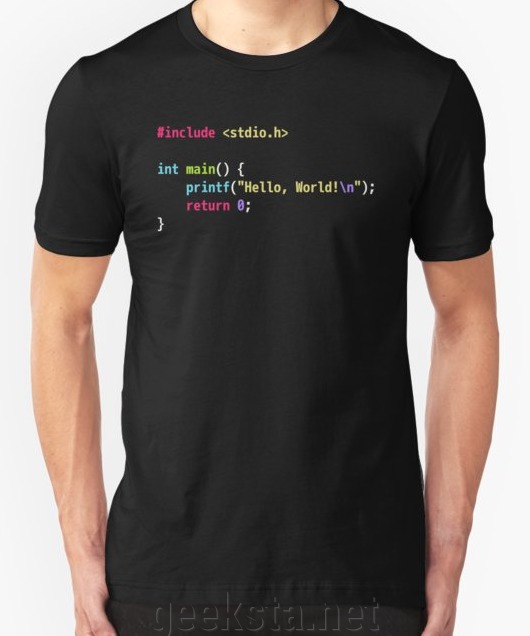 #include <stdio.h>
int main() {
    printf("Hello, World!\n");
    return 0;
}
geeksta.net